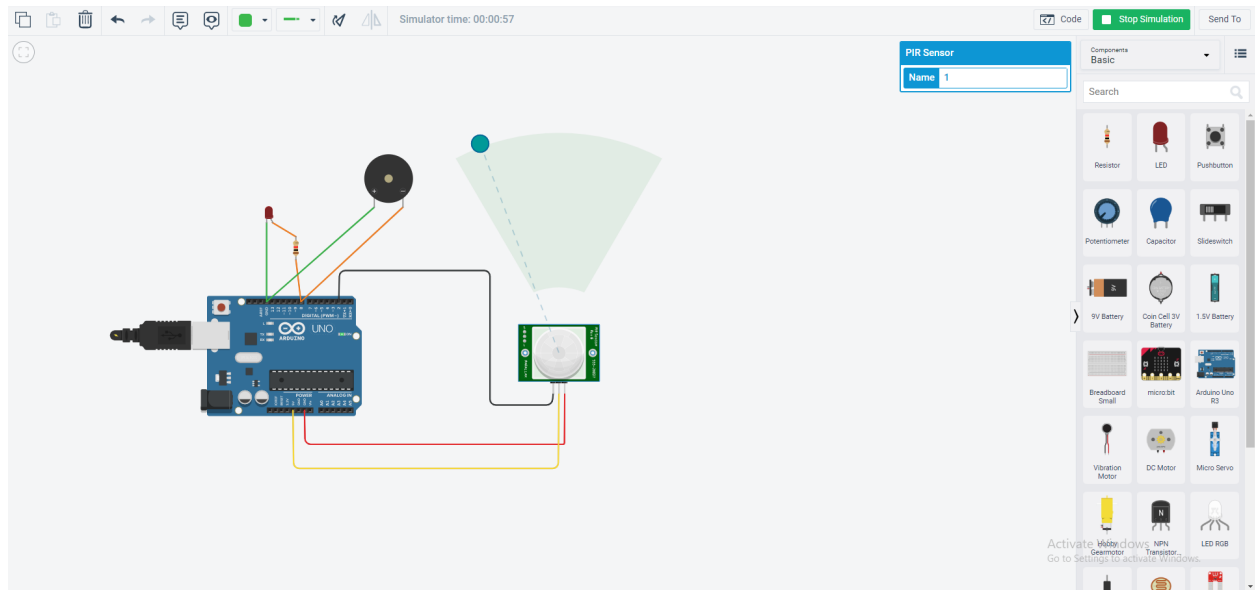 Simulator time: 00:00:57
Code
Stop Simulation
Send To
PIR Sensor
Name 1
Components
Basic
Search
Resistor
LED
Pushbutton
Potentiometer
Capacitor
Slideswitch
9V Battery
Coin Cell 3V
Battery
1.5V Battery
Breadboard
Small
micro:bit
Arduino Uno
R3
Vibration
Motor
DC Motor
Micro Servo
Hobby
Gearmotor
NPN
Transistor...
LED RGB
Activate Windows
Go to Settings to activate Windows.
DIGITAL (PWM~)
UNO
ARDUINO
POWER
ANALOG IN